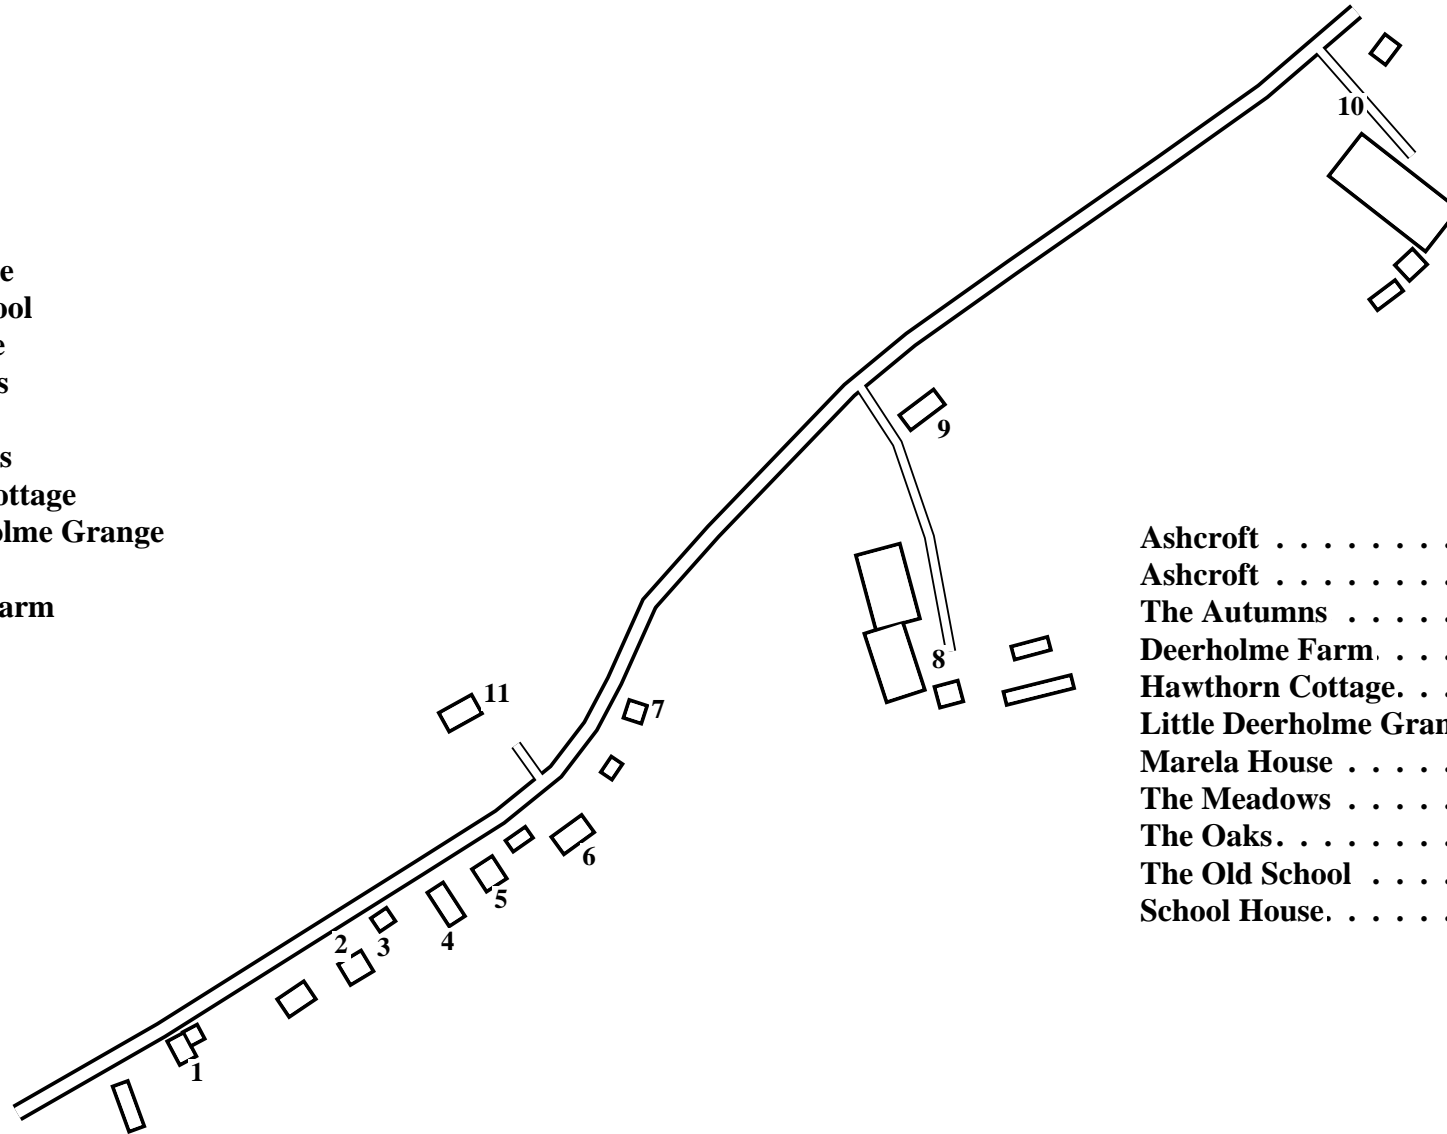 10
e
ool
e
s
s
ottage
olme Grange
arm
9
8
11
7
6
5
4
3
2
1
Ashcroft . . . . . . . .
Ashcroft . . . . . . . .
The Autumns . . . . .
Deerholme Farm. . . .
Hawthorn Cottage. . .
Little Deerholme Gran
Marela House . . . . .
The Meadows . . . . .
The Oaks. . . . . . . .
The Old School . . . .
School House. . . . . .